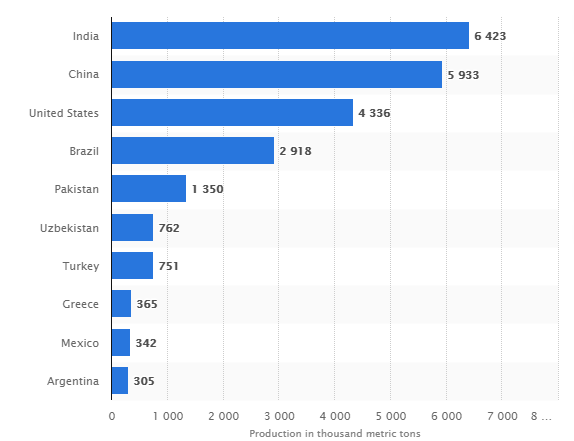 India 6 423
China 5 933
United States 4 336
Brazil 2 918
Pakistan 1 350
Uzbekistan 762
Turkey 751
Greece 365
Mexico 342
Argentina 305
0 1 000 2 000 3 000 4 000 5 000 6 000 7 000 8 ...
Production in thousand metric tons